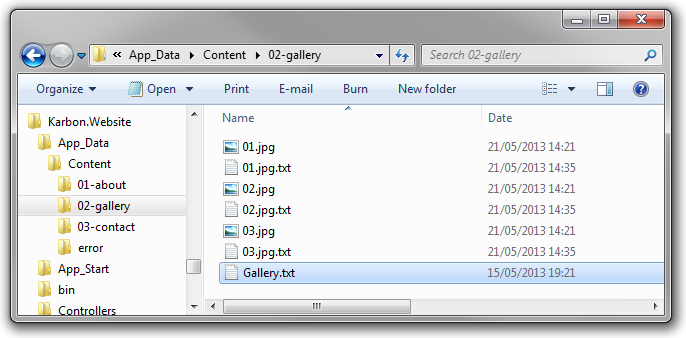 « App_Data Content 02-gallery Search 02-gallery
Organize Open Print E-mail Burn New folder
Karbon.Website
App_Data
Content
01-about
02-gallery
03-contact
error
App_Start
bin
Controllers
Name Date
01.jpg 21/05/2013 14:21
01.jpg.txt 21/05/2013 14:35
02.jpg 21/05/2013 14:21
02.jpg.txt 21/05/2013 14:35
03.jpg 21/05/2013 14:21
03.jpg.txt 21/05/2013 14:35
Gallery.txt 15/05/2013 19:21